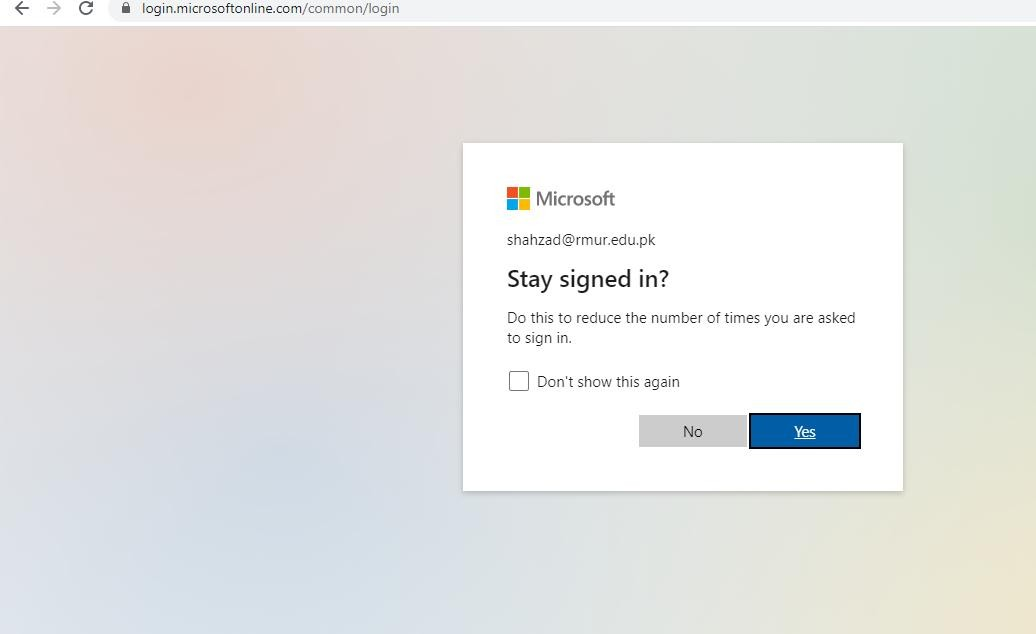 login.microsoftonline.com/common/login
Microsoft
shahzad@rmur.edu.pk
Stay signed in?
Do this to reduce the number of times you are asked
to sign in.
Don't show this again
No
Yes